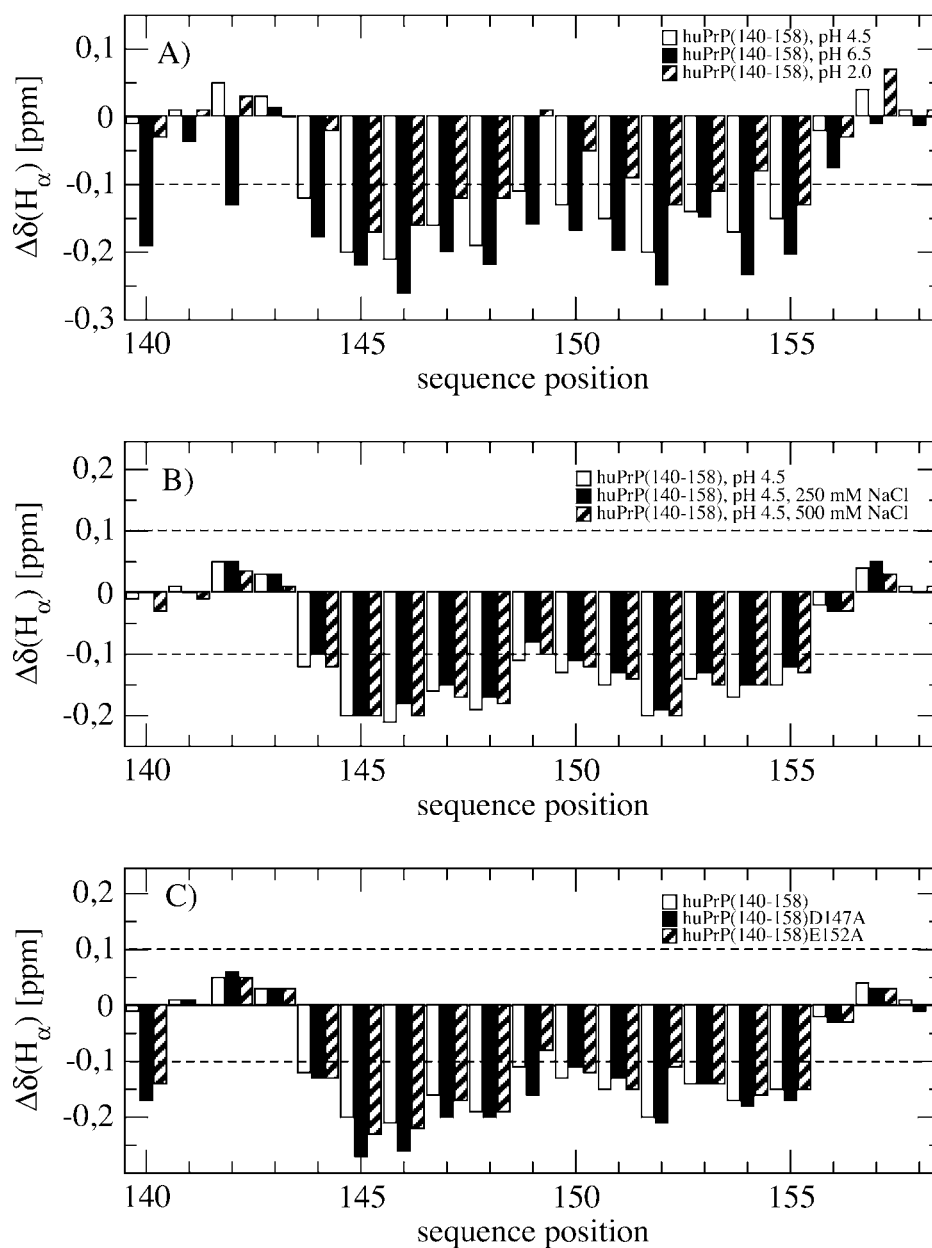 A)
huPrP(140-158), pH 4.5
huPrP(140-158), pH 6.5
huPrP(140-158), pH 2.0
0,1
0
-0,1
-0,2
-0,3
Δδ(Hα) [ppm]
140 145 150 155
sequence position
B)
huPrP(140-158), pH 4.5
huPrP(140-158), pH 4.5, 250 mM NaCl
huPrP(140-158), pH 4.5, 500 mM NaCl
0,2
0,1
0
-0,1
-0,2
Δδ(Hα) [ppm]
140 145 150 155
sequence position
C)
huPrP(140-158)
huPrP(140-158)D147A
huPrP(140-158)E152A
0,2
0,1
0
-0,1
-0,2
Δδ(Hα) [ppm]
140 145 150 155
sequence position